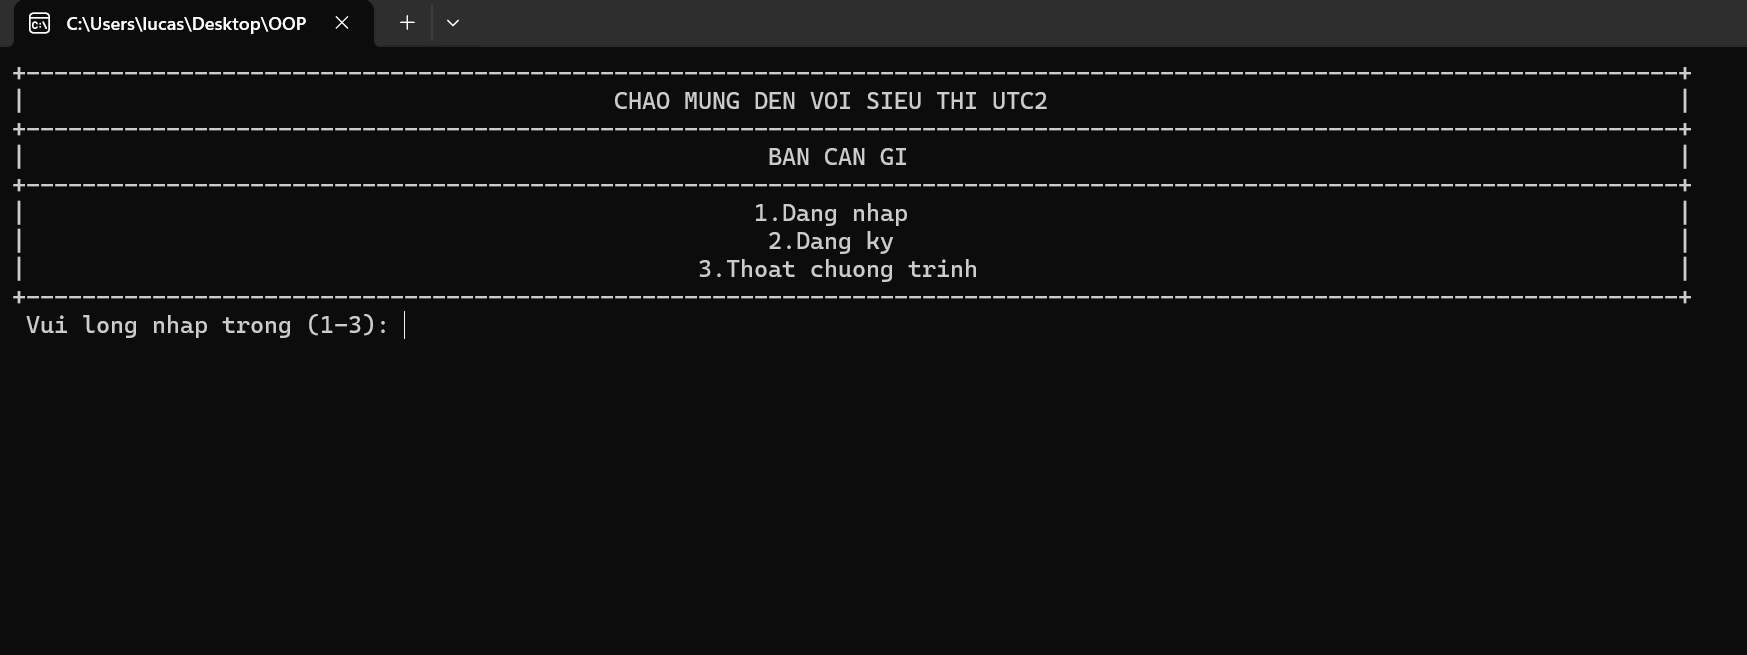 C:\Users\lucas\Desktop\OOP
CHAO MUNG DEN VOI SIEU THI UTC2
BAN CAN GI
1.Dang nhap
2.Dang ky
3.Thoat chuong trinh
Vui long nhap trong (1-3):